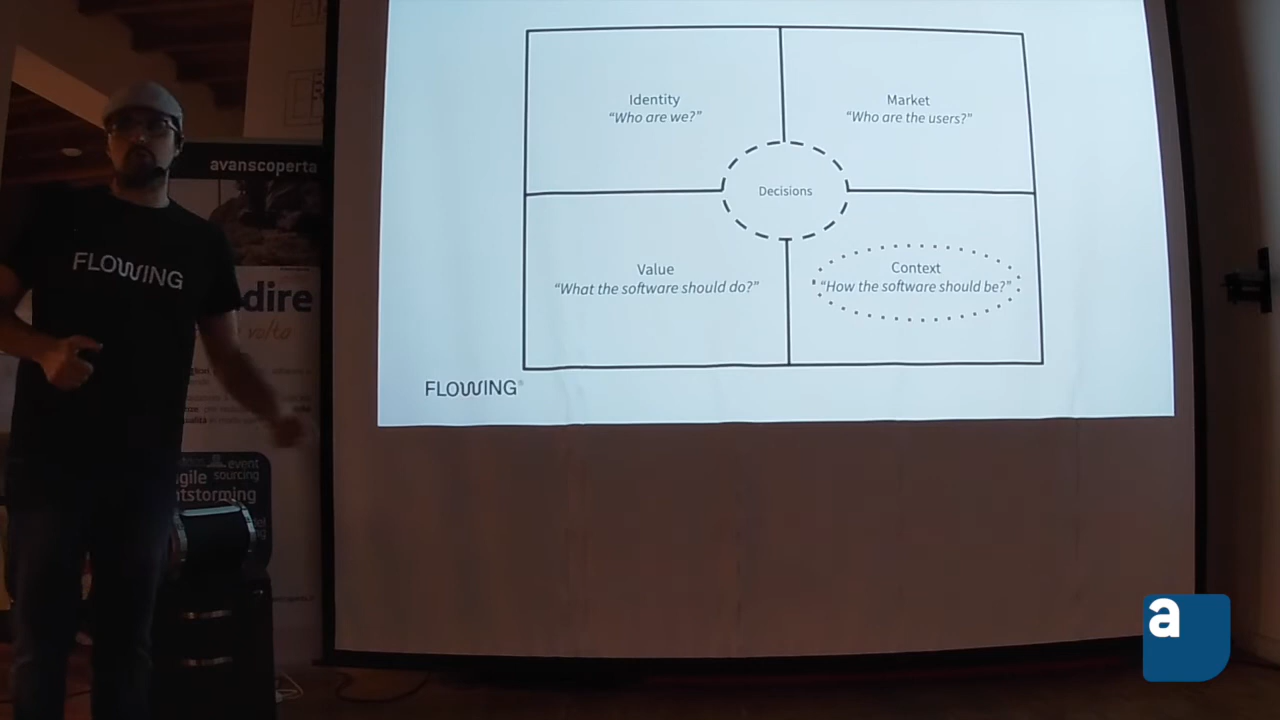 Identity
“Who are we?”
Market
“Who are the users?”
Decisions
Value
“What the software should do?”
Context
“How the software should be?”
FLOWING
avanscoperta
FLOWING
dire
volta
event
sourcing
a